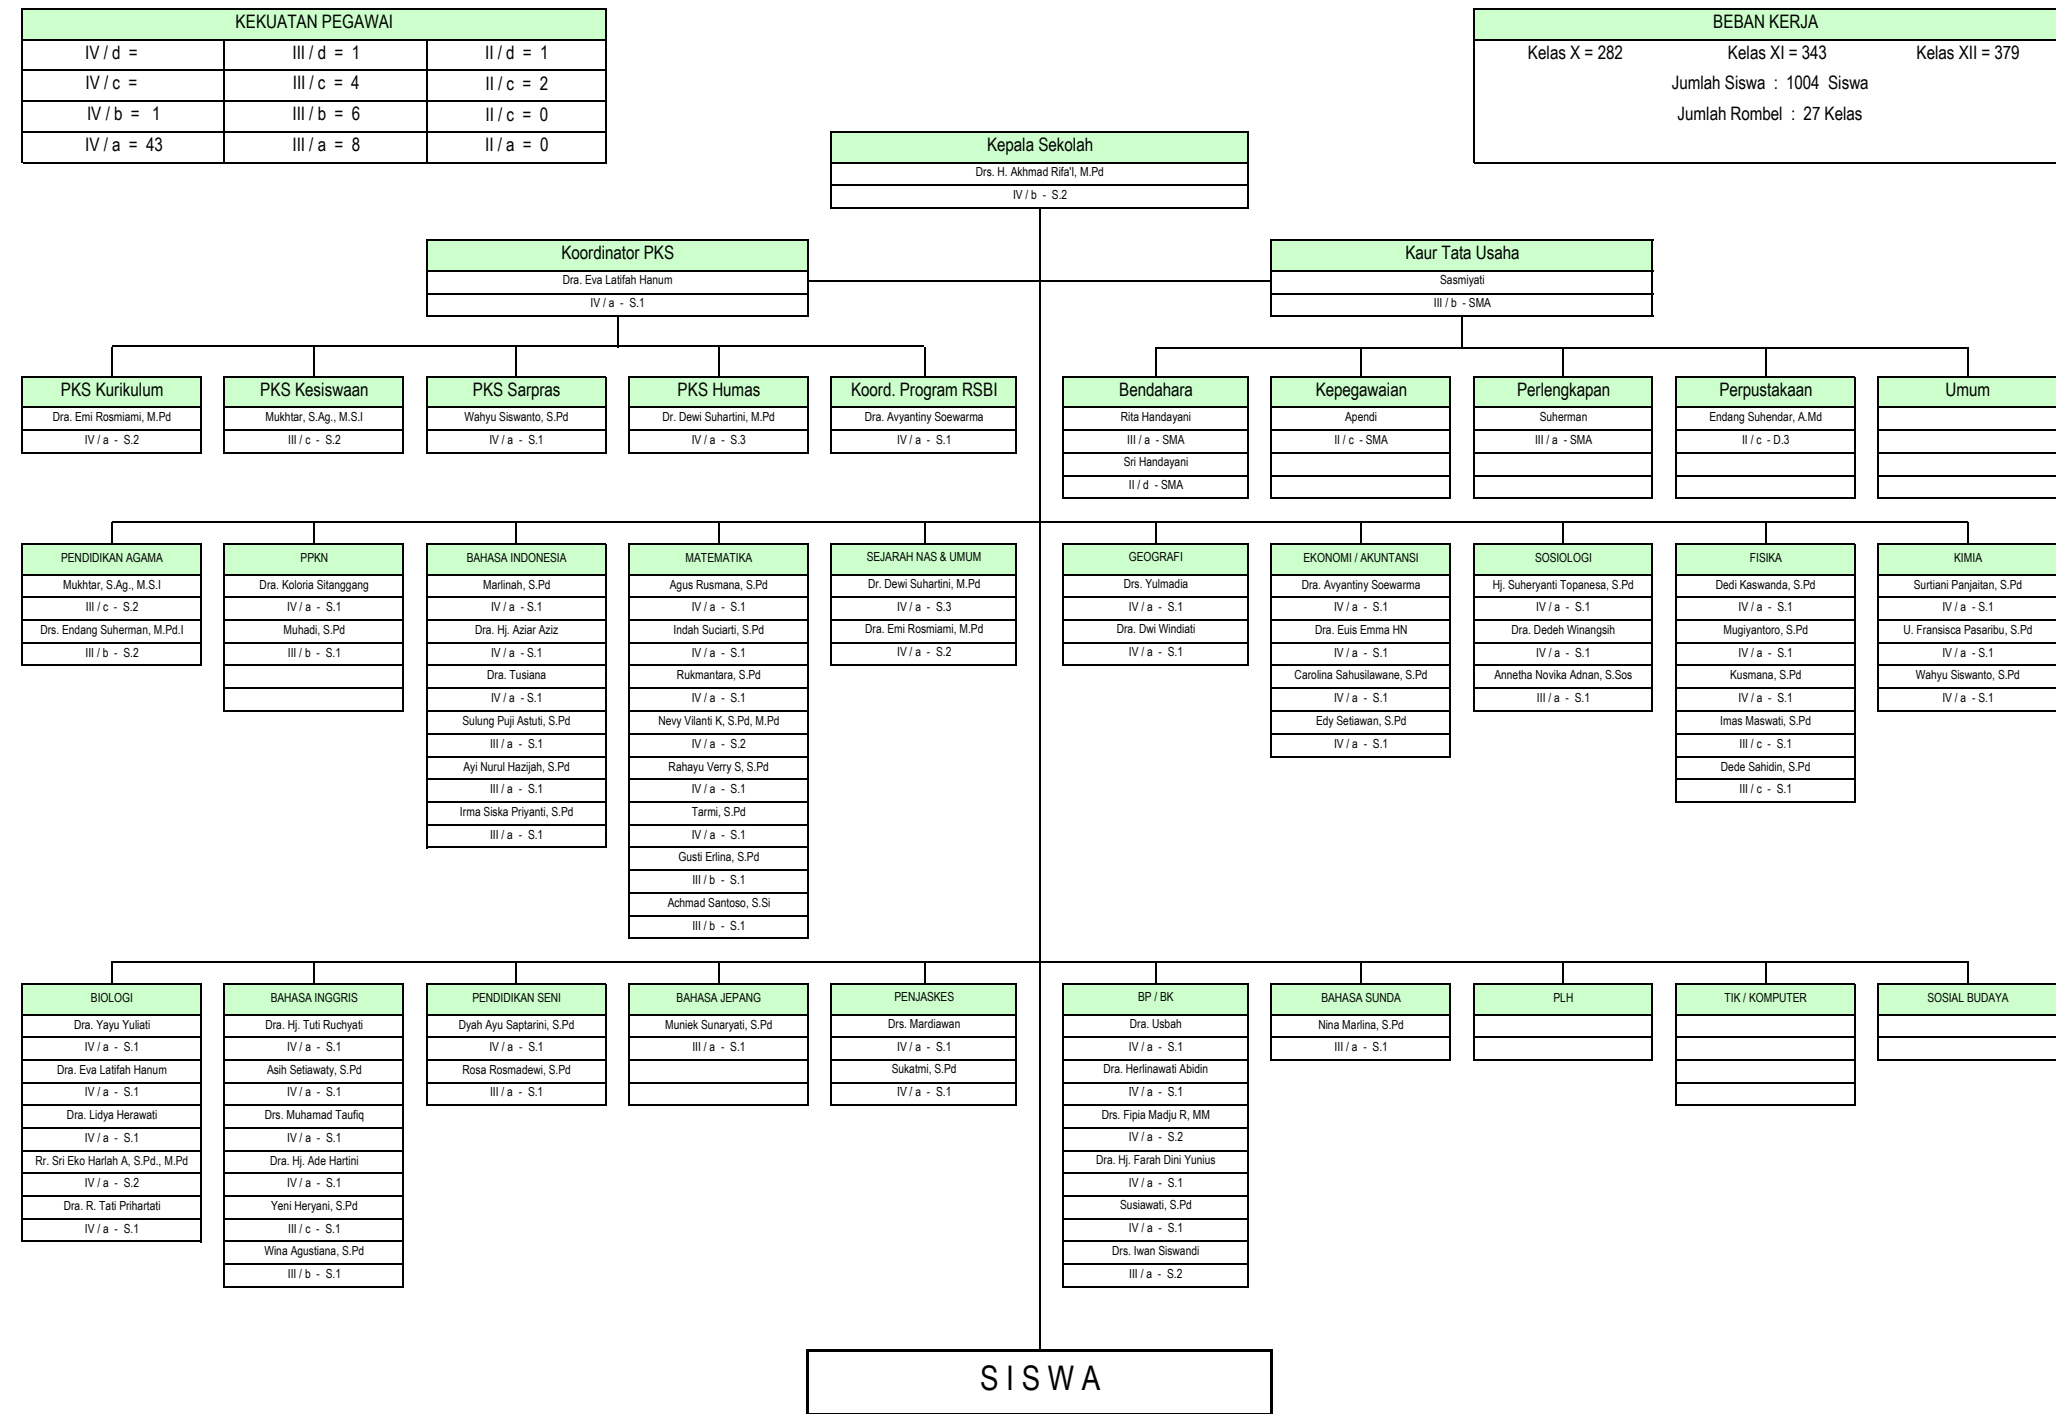 KEKUATAN PEGAWAI
IV / d =
III / d = 1
II / d = 1
IV / c =
III / c = 4
II / c = 2
IV / b = 1
III / b = 6
II / c = 0
IV / a = 43
III / a = 8
II / a = 0
BEBAN KERJA
Kelas X = 282
Kelas XI = 343
Kelas XII = 379
Jumlah Siswa : 1004 Siswa
Jumlah Rombel : 27 Kelas
Kepala Sekolah
Drs. H. Akhmad Rifa'I, M.Pd
IV / b - S.2
Koordinator PKS
Dra. Eva Latifah Hanum
IV / a - S.1
Kaur Tata Usaha
Sasmiyati
III / b - SMA
PKS Kurikulum
Dra. Emi Rosmiami, M.Pd
IV / a - S.2
PKS Kesiswaan
Mukhtar, S.Ag., M.S.I
III / c - S.2
PKS Sarpras
Wahyu Siswanto, S.Pd
IV / a - S.1
PKS Humas
Dr. Dewi Suhartini, M.Pd
IV / a - S.3
Koord. Program RSBI
Dra. Avyantiny Soewarma
IV / a - S.1
Bendahara
Rita Handayani
III / a - SMA
Sri Handayani
II / d - SMA
Kepegawaian
Apendi
II / c - SMA
Perlengkapan
Suherman
III / a - SMA
Perpustakaan
Endang Suhendar, A.Md
II / c - D.3
Umum
PENDIDIKAN AGAMA
Mukhtar, S.Ag., M.S.I
III / c - S.2
Drs. Endang Suherman, M.Pd.I
III / b - S.2
PPKN
Dra. Koloria Sitanggang
IV / a - S.1
Muhadi, S.Pd
III / b - S.1
BAHASA INDONESIA
Marlinah, S.Pd
IV / a - S.1
Dra. Hj. Aziar Aziz
IV / a - S.1
Dra. Tusiana
IV / a - S.1
Sulung Puji Astuti, S.Pd
III / a - S.1
Ayi Nurul Hazijah, S.Pd
III / a - S.1
Irma Siska Priyanti, S.Pd
III / a - S.1
MATEMATIKA
Agus Rusmana, S.Pd
IV / a - S.1
Indah Suciarti, S.Pd
IV / a - S.1
Rukmantara, S.Pd
IV / a - S.1
Nevy Vilanti K, S.Pd, M.Pd
IV / a - S.2
Rahayu Verry S, S.Pd
IV / a - S.1
Tarmi, S.Pd
IV / a - S.1
Gusti Erlina, S.Pd
III / b - S.1
Achmad Santoso, S.Si
III / b - S.1
SEJARAH NAS & UMUM
Dr. Dewi Suhartini, M.Pd
IV / a - S.3
Dra. Emi Rosmiami, M.Pd
IV / a - S.2
GEOGRAFI
Drs. Yulmadia
IV / a - S.1
Dra. Dwi Windiati
IV / a - S.1
EKONOMI / AKUNTANSI
Dra. Avyantiny Soewarma
IV / a - S.1
Dra. Euis Emma HN
IV / a - S.1
Carolina Sahusilawane, S.Pd
IV / a - S.1
Edy Setiawan, S.Pd
IV / a - S.1
SOSIOLOGI
Hj. Suheryanti Topanesa, S.Pd
IV / a - S.1
Dra. Dedeh Winangsih
IV / a - S.1
Annetha Novika Adnan, S.Sos
III / a - S.1
FISIKA
Dedi Kaswanda, S.Pd
IV / a - S.1
Mugiyantoro, S.Pd
IV / a - S.1
Kusmana, S.Pd
IV / a - S.1
Imas Maswati, S.Pd
III / c - S.1
Dede Sahidin, S.Pd
III / c - S.1
KIMIA
Surtiani Panjaitan, S.Pd
IV / a - S.1
U. Fransisca Pasaribu, S.Pd
IV / a - S.1
Wahyu Siswanto, S.Pd
IV / a - S.1
BIOLOGI
Dra. Yayu Yuliati
IV / a - S.1
Dra. Eva Latifah Hanum
IV / a - S.1
Dra. Lidya Herawati
IV / a - S.1
Rr. Sri Eko Harlah A, S.Pd., M.Pd
IV / a - S.2
Dra. R. Tati Prihartati
IV / a - S.1
BAHASA INGGRIS
Dra. Hj. Tuti Ruchyati
IV / a - S.1
Asih Setiawaty, S.Pd
IV / a - S.1
Drs. Muhamad Taufiq
IV / a - S.1
Dra. Hj. Ade Hartini
IV / a - S.1
Yeni Heryani, S.Pd
III / c - S.1
Wina Agustiana, S.Pd
III / b - S.1
PENDIDIKAN SENI
Dyah Ayu Saptarini, S.Pd
IV / a - S.1
Rosa Rosmadewi, S.Pd
III / a - S.1
BAHASA JEPANG
Muniek Sunaryati, S.Pd
III / a - S.1
PENJASKES
Drs. Mardiawan
IV / a - S.1
Sukatmi, S.Pd
IV / a - S.1
BP / BK
Dra. Usbah
IV / a - S.1
Dra. Herlinawati Abidin
IV / a - S.1
Drs. Fipia Madju R, MM
IV / a - S.2
Dra. Hj. Farah Dini Yunius
IV / a - S.1
Susiawati, S.Pd
IV / a - S.1
Drs. Iwan Siswandi
III / a - S.2
BAHASA SUNDA
Nina Marlina, S.Pd
III / a - S.1
PLH
TIK / KOMPUTER
SOSIAL BUDAYA
S I S W A